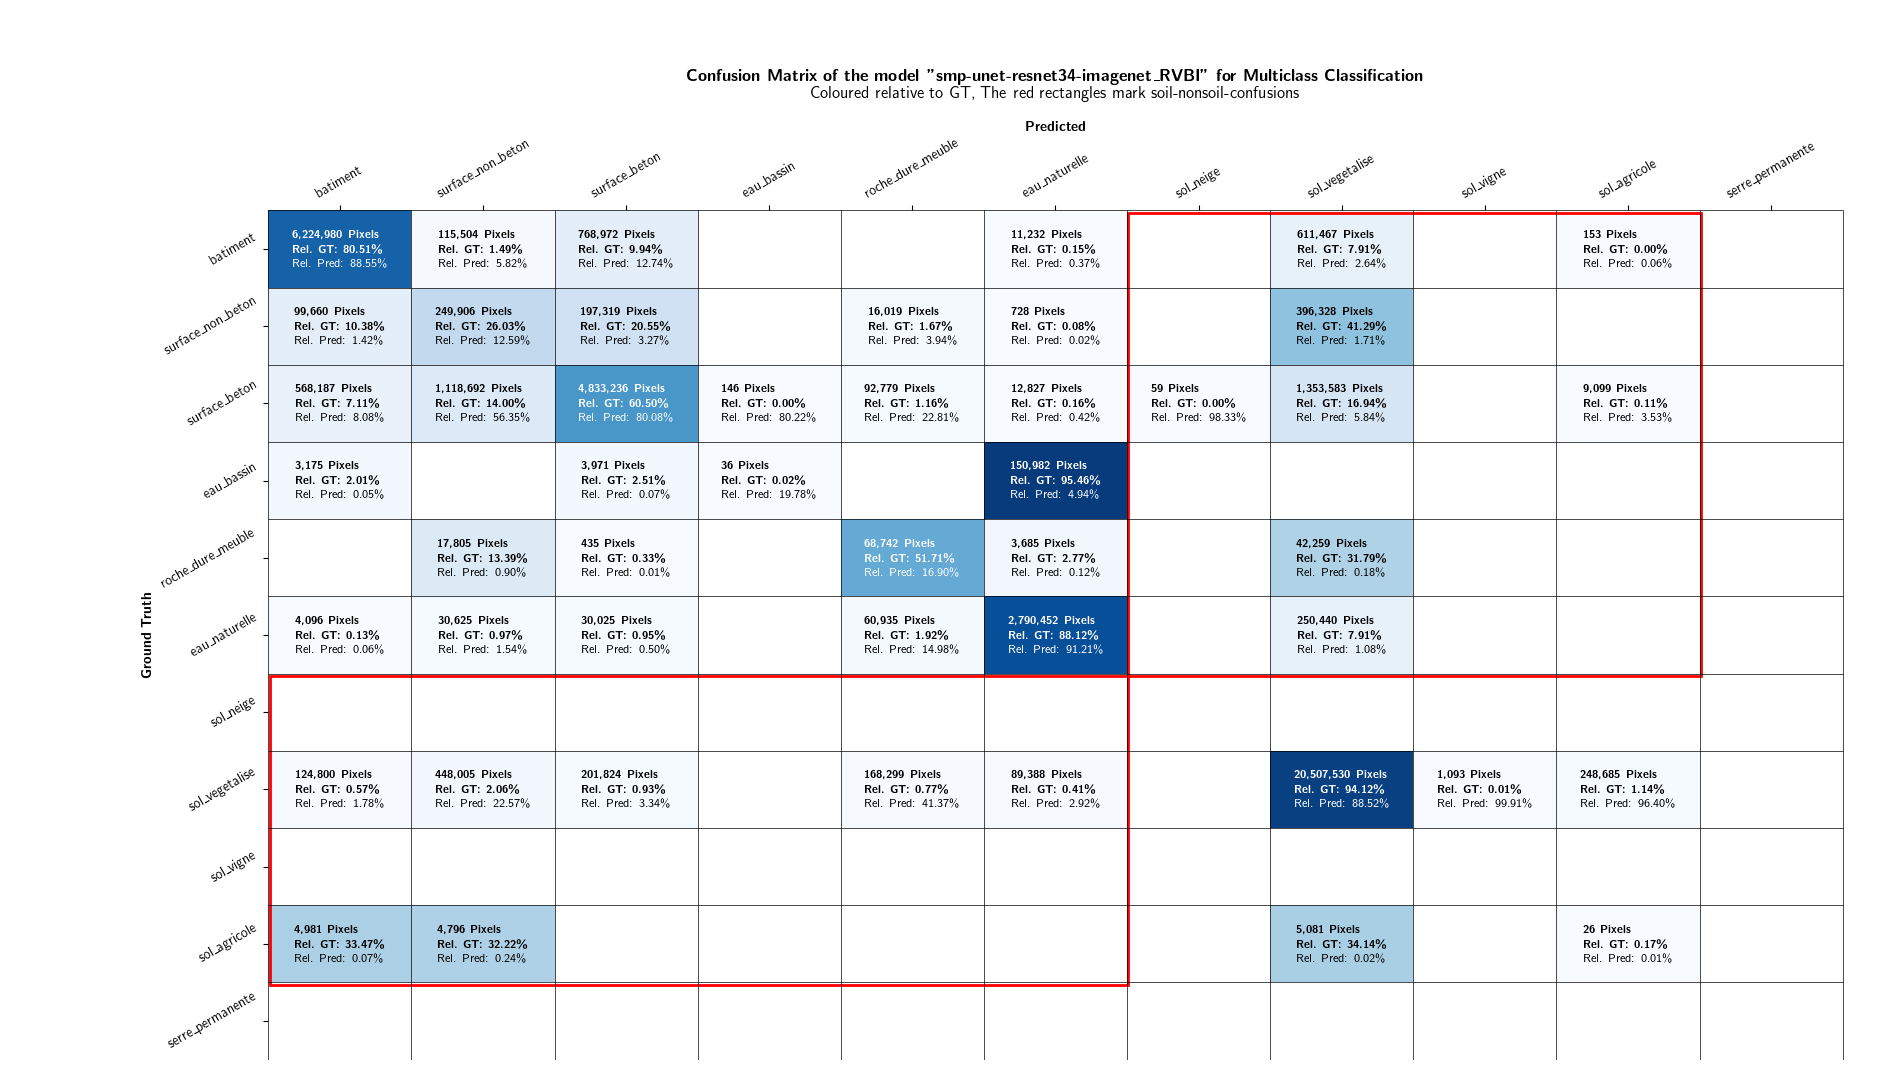 Confusion Matrix of the model "smp-unet-resnet34-imagenet_RVBI" for Multiclass Classification
Coloured relative to GT, The red rectangles mark soil-nonsoil-confusions
Predicted
batiment surface_non_beton surface_beton eau_bassin roche_dure_meuble eau_naturelle sol_neige sol_vegetalise sol_vigne sol_agricole serre_permanente
Ground Truth
batiment
6,224,980 Pixels 115,504 Pixels 768,972 Pixels 11,232 Pixels 611,467 Pixels 153 Pixels
Rel. GT: 80.51% Rel. GT: 1.49% Rel. GT: 9.94% Rel. GT: 0.15% Rel. GT: 7.91% Rel. GT: 0.00%
Rel. Pred: 88.55% Rel. Pred: 5.82% Rel. Pred: 12.74% Rel. Pred: 0.37% Rel. Pred: 2.64% Rel. Pred: 0.06%
surface_non_beton
99,660 Pixels 249,906 Pixels 197,319 Pixels 16,019 Pixels 728 Pixels 396,328 Pixels
Rel. GT: 10.38% Rel. GT: 26.03% Rel. GT: 20.55% Rel. GT: 1.67% Rel. GT: 0.08% Rel. GT: 41.29%
Rel. Pred: 1.42% Rel. Pred: 12.59% Rel. Pred: 3.27% Rel. Pred: 3.94% Rel. Pred: 0.02% Rel. Pred: 1.71%
surface_beton
568,187 Pixels 1,118,692 Pixels 4,833,236 Pixels 146 Pixels 92,779 Pixels 12,827 Pixels 59 Pixels 1,353,583 Pixels 9,099 Pixels
Rel. GT: 7.11% Rel. GT: 14.00% Rel. GT: 60.50% Rel. GT: 0.00% Rel. GT: 1.16% Rel. GT: 0.16% Rel. GT: 0.00% Rel. GT: 16.94% Rel. GT: 0.11%
Rel. Pred: 8.08% Rel. Pred: 56.35% Rel. Pred: 80.08% Rel. Pred: 80.22% Rel. Pred: 22.81% Rel. Pred: 0.42% Rel. Pred: 98.33% Rel. Pred: 5.84% Rel. Pred: 3.53%
eau_bassin
3,175 Pixels 3,971 Pixels 36 Pixels 150,982 Pixels
Rel. GT: 2.01% Rel. GT: 2.51% Rel. GT: 0.02% Rel. GT: 95.46%
Rel. Pred: 0.05% Rel. Pred: 0.07% Rel. Pred: 19.78% Rel. Pred: 4.94%
roche_dure_meuble
17,805 Pixels 435 Pixels 68,742 Pixels 3,685 Pixels 42,259 Pixels
Rel. GT: 13.39% Rel. GT: 0.33% Rel. GT: 51.71% Rel. GT: 2.77% Rel. GT: 31.79%
Rel. Pred: 0.90% Rel. Pred: 0.01% Rel. Pred: 16.90% Rel. Pred: 0.12% Rel. Pred: 0.18%
eau_naturelle
4,096 Pixels 30,625 Pixels 30,025 Pixels 60,935 Pixels 2,790,452 Pixels 250,440 Pixels
Rel. GT: 0.13% Rel. GT: 0.97% Rel. GT: 0.95% Rel. GT: 1.92% Rel. GT: 88.12% Rel. GT: 7.91%
Rel. Pred: 0.06% Rel. Pred: 1.54% Rel. Pred: 0.50% Rel. Pred: 14.98% Rel. Pred: 91.21% Rel. Pred: 1.08%
sol_neige
sol_vegetalise
124,800 Pixels 448,005 Pixels 201,824 Pixels 168,299 Pixels 89,388 Pixels 20,507,530 Pixels 1,093 Pixels 248,685 Pixels
Rel. GT: 0.57% Rel. GT: 2.06% Rel. GT: 0.93% Rel. GT: 0.77% Rel. GT: 0.41% Rel. GT: 94.12% Rel. GT: 0.01% Rel. GT: 1.14%
Rel. Pred: 1.78% Rel. Pred: 22.57% Rel. Pred: 3.34% Rel. Pred: 41.37% Rel. Pred: 2.92% Rel. Pred: 88.52% Rel. Pred: 99.91% Rel. Pred: 96.40%
sol_vigne
sol_agricole
4,981 Pixels 4,796 Pixels 5,081 Pixels 26 Pixels
Rel. GT: 33.47% Rel. GT: 32.22% Rel. GT: 34.14% Rel. GT: 0.17%
Rel. Pred: 0.07% Rel. Pred: 0.24% Rel. Pred: 0.02% Rel. Pred: 0.01%
serre_permanente